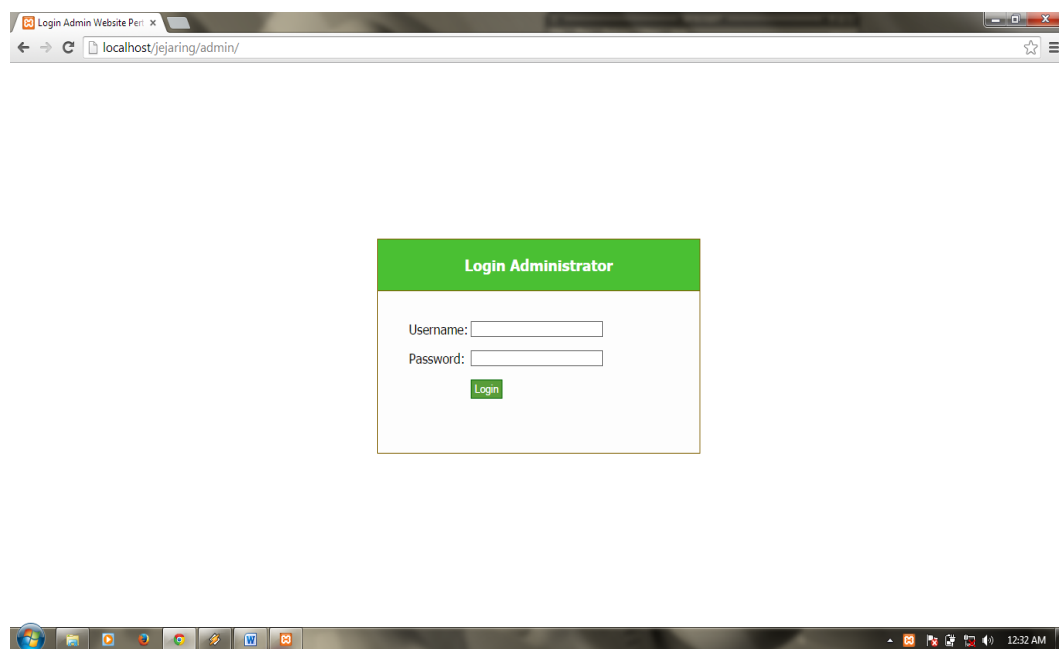 Login Admin Website Pert
localhost/jejaring/admin/
Login Administrator
Username:
Password:
Login
12:32 AM